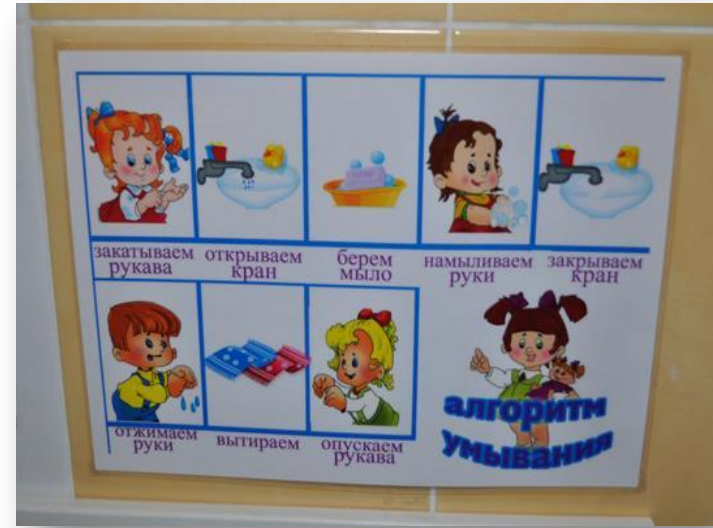 закатываем
рукава
открываем
кран
берем
мыло
намыливаем
руки
закрываем
кран
отжимаем
руки
вытираем
опускаем
рукава
алгоритм
умывания